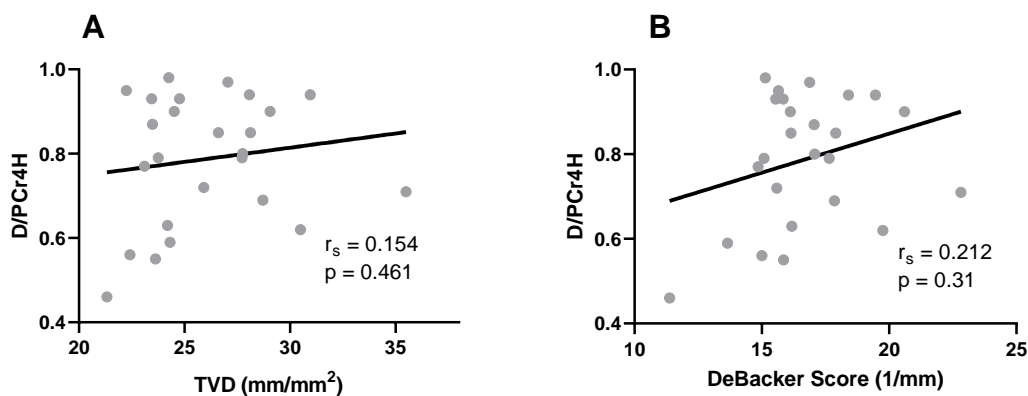 A
D/PCr4H
1.0
0.8
0.6
0.4
20
25
30
35
TVD (mm/mm²)
rₛ = 0.154
p = 0.461
B
D/PCr4H
1.0
0.8
0.6
0.4
10
15
20
25
DeBacker Score (1/mm)
rₛ = 0.212
p = 0.31